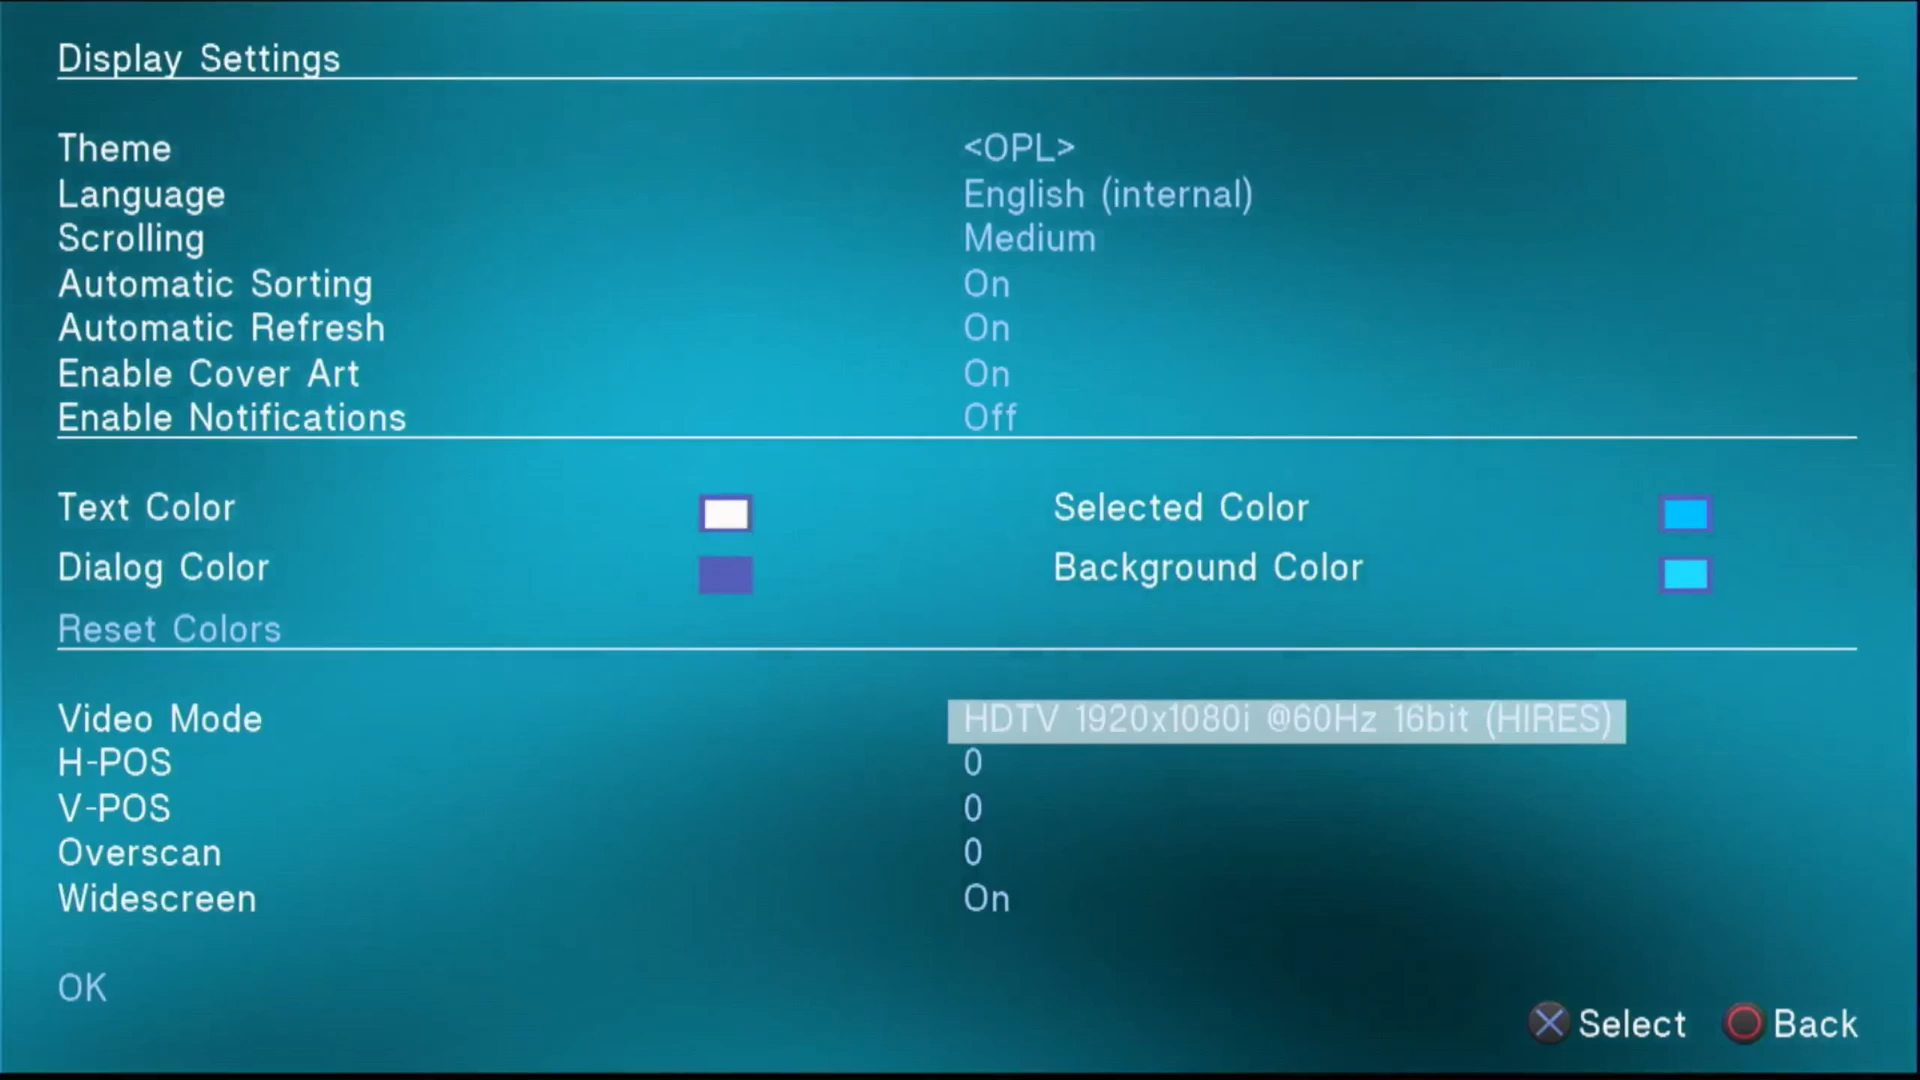 Display Settings
Theme <OPL>
Language English (internal)
Scrolling Medium
Automatic Sorting On
Automatic Refresh On
Enable Cover Art On
Enable Notifications Off
Text Color Selected Color
Dialog Color Background Color
Reset Colors
Video Mode HDTV 1920x1080i @60Hz 16bit (HIRES)
H-POS 0
V-POS 0
Overscan 0
Widescreen On
OK
Select Back